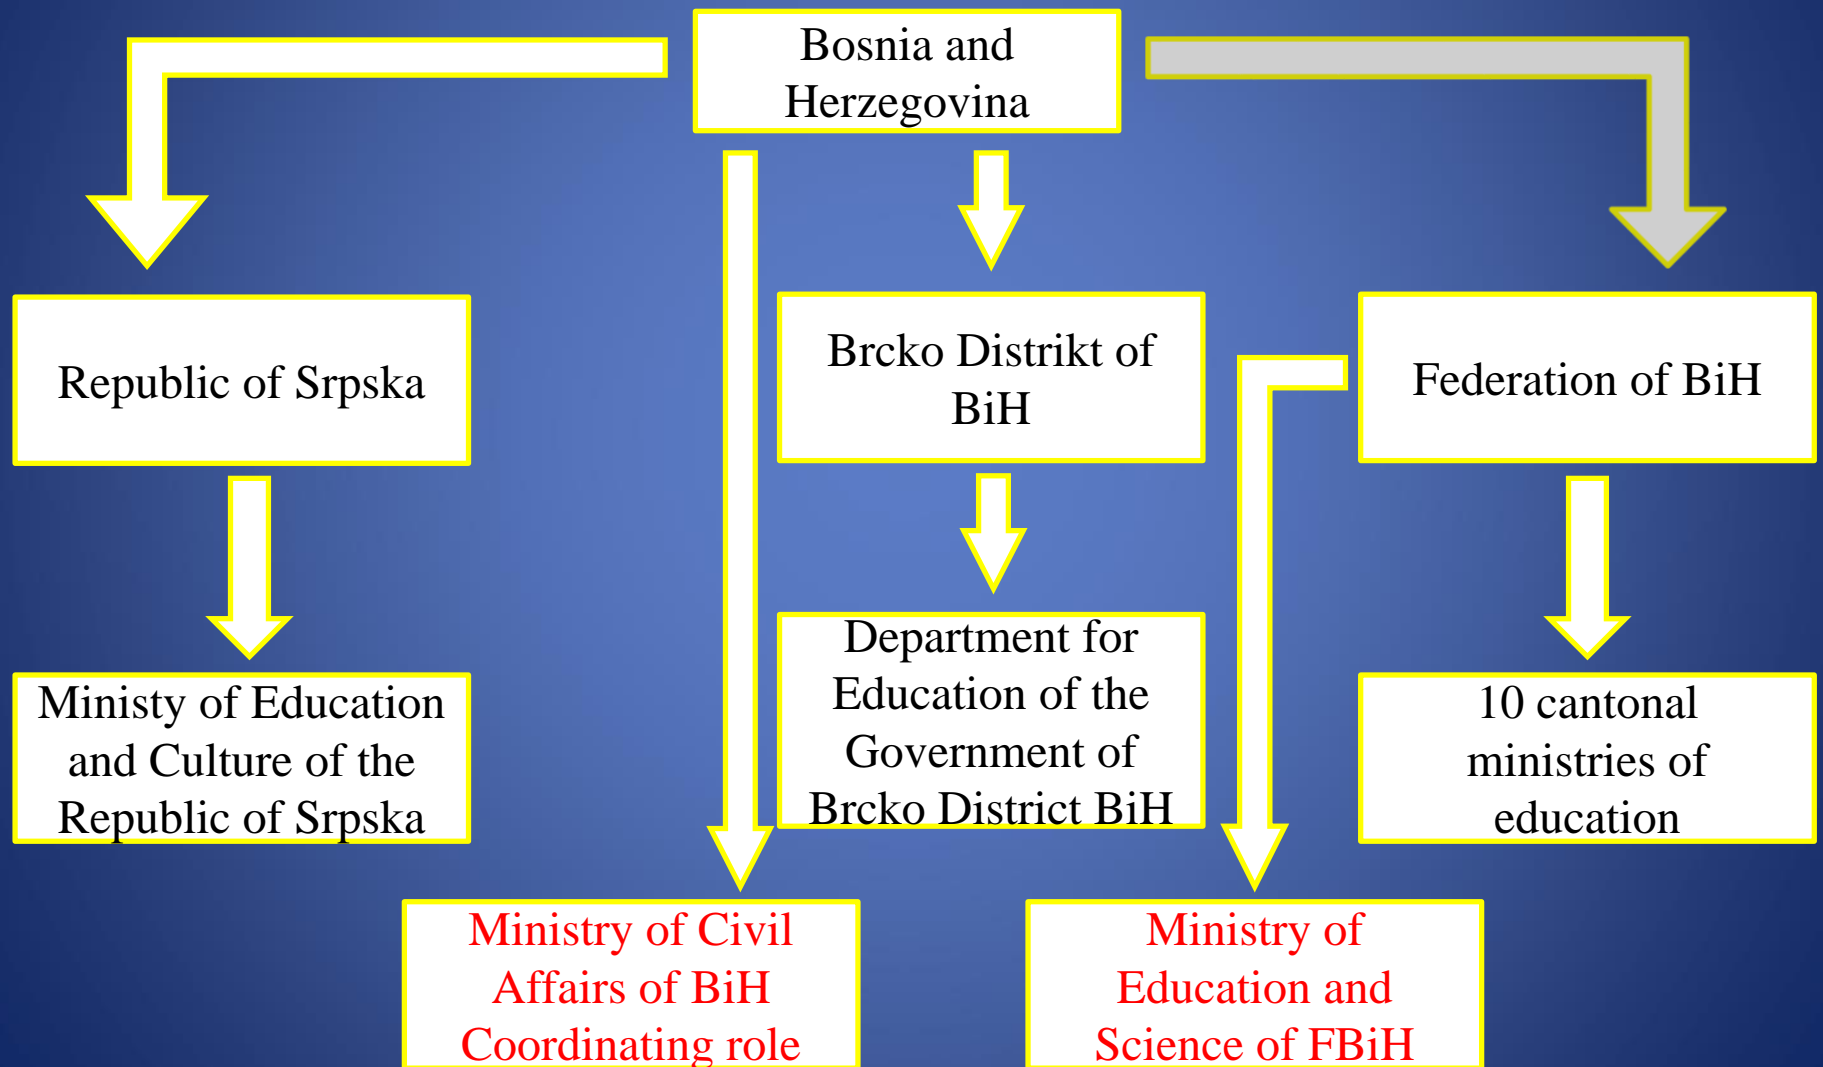 Bosnia and
Herzegovina
Republic of Srpska
Brcko Distrikt of
BiH
Federation of BiH
Ministy of Education
and Culture of the
Republic of Srpska
Department for
Education of the
Government of
Brcko District BiH
10 cantonal
ministries of
education
Ministry of Civil
Affairs of BiH
Coordinating role
Ministry of
Education and
Science of FBiH